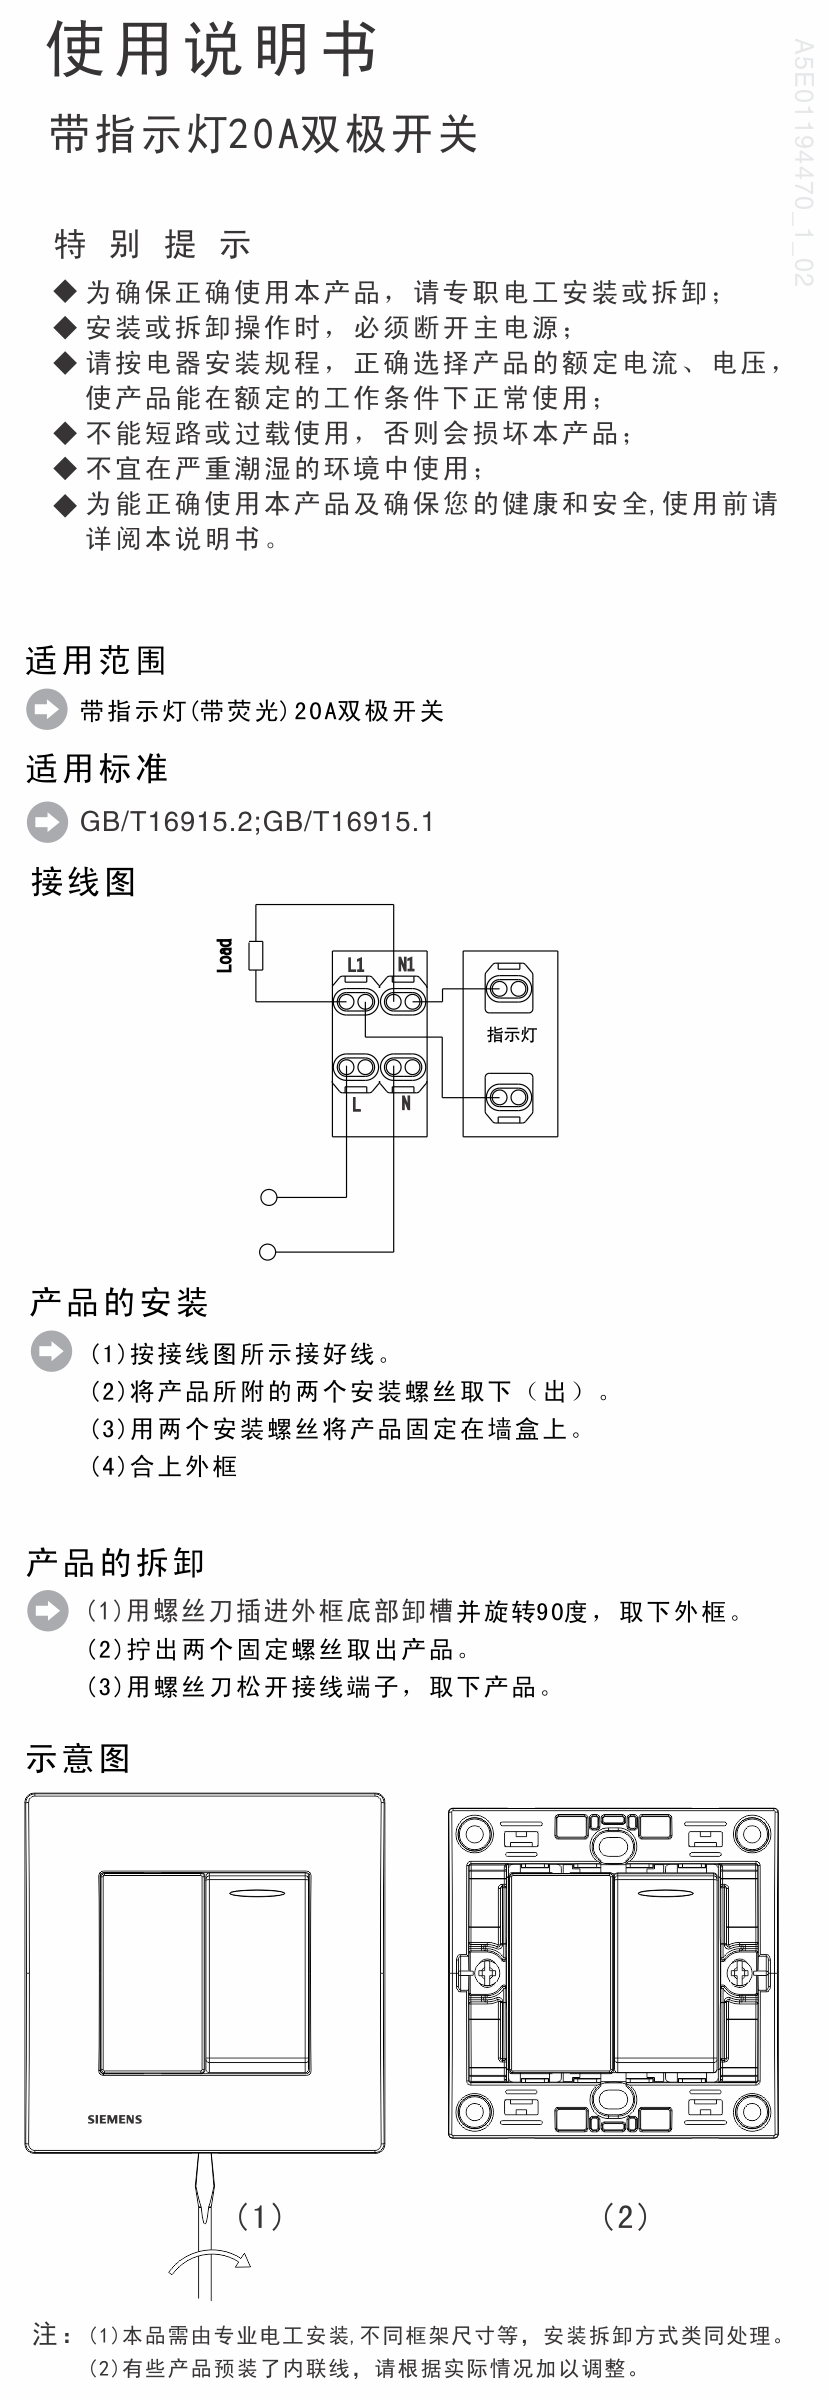 使用说明书
A5E01194470_1_02
带指示灯20A双极开关
特别提示
◆为确保正确使用本产品，请专职电工安装或拆卸；
◆安装或拆卸操作时，必须断开主电源；
◆请按电器安装规程，正确选择产品的额定电流、电压，
使产品能在额定的工作条件下正常使用；
◆不能短路或过载使用，否则会损坏本产品；
◆不宜在严重潮湿的环境中使用；
◆为能正确使用本产品及确保您的健康和安全,使用前请
详阅本说明书。
适用范围
带指示灯(带荧光)20A双极开关
适用标准
GB/T16915.2;GB/T16915.1
接线图
Load
L1 N1
指示灯
L N
产品的安装
(1)按接线图所示接好线。
(2)将产品所附的两个安装螺丝取下（出）。
(3)用两个安装螺丝将产品固定在墙盒上。
(4)合上外框
产品的拆卸
(1)用螺丝刀插进外框底部卸槽并旋转90度，取下外框。
(2)拧出两个固定螺丝取出产品。
(3)用螺丝刀松开接线端子，取下产品。
示意图
SIEMENS
(1) (2)
注：(1)本品需由专业电工安装,不同框架尺寸等，安装拆卸方式类同处理。
(2)有些产品预装了内联线，请根据实际情况加以调整。